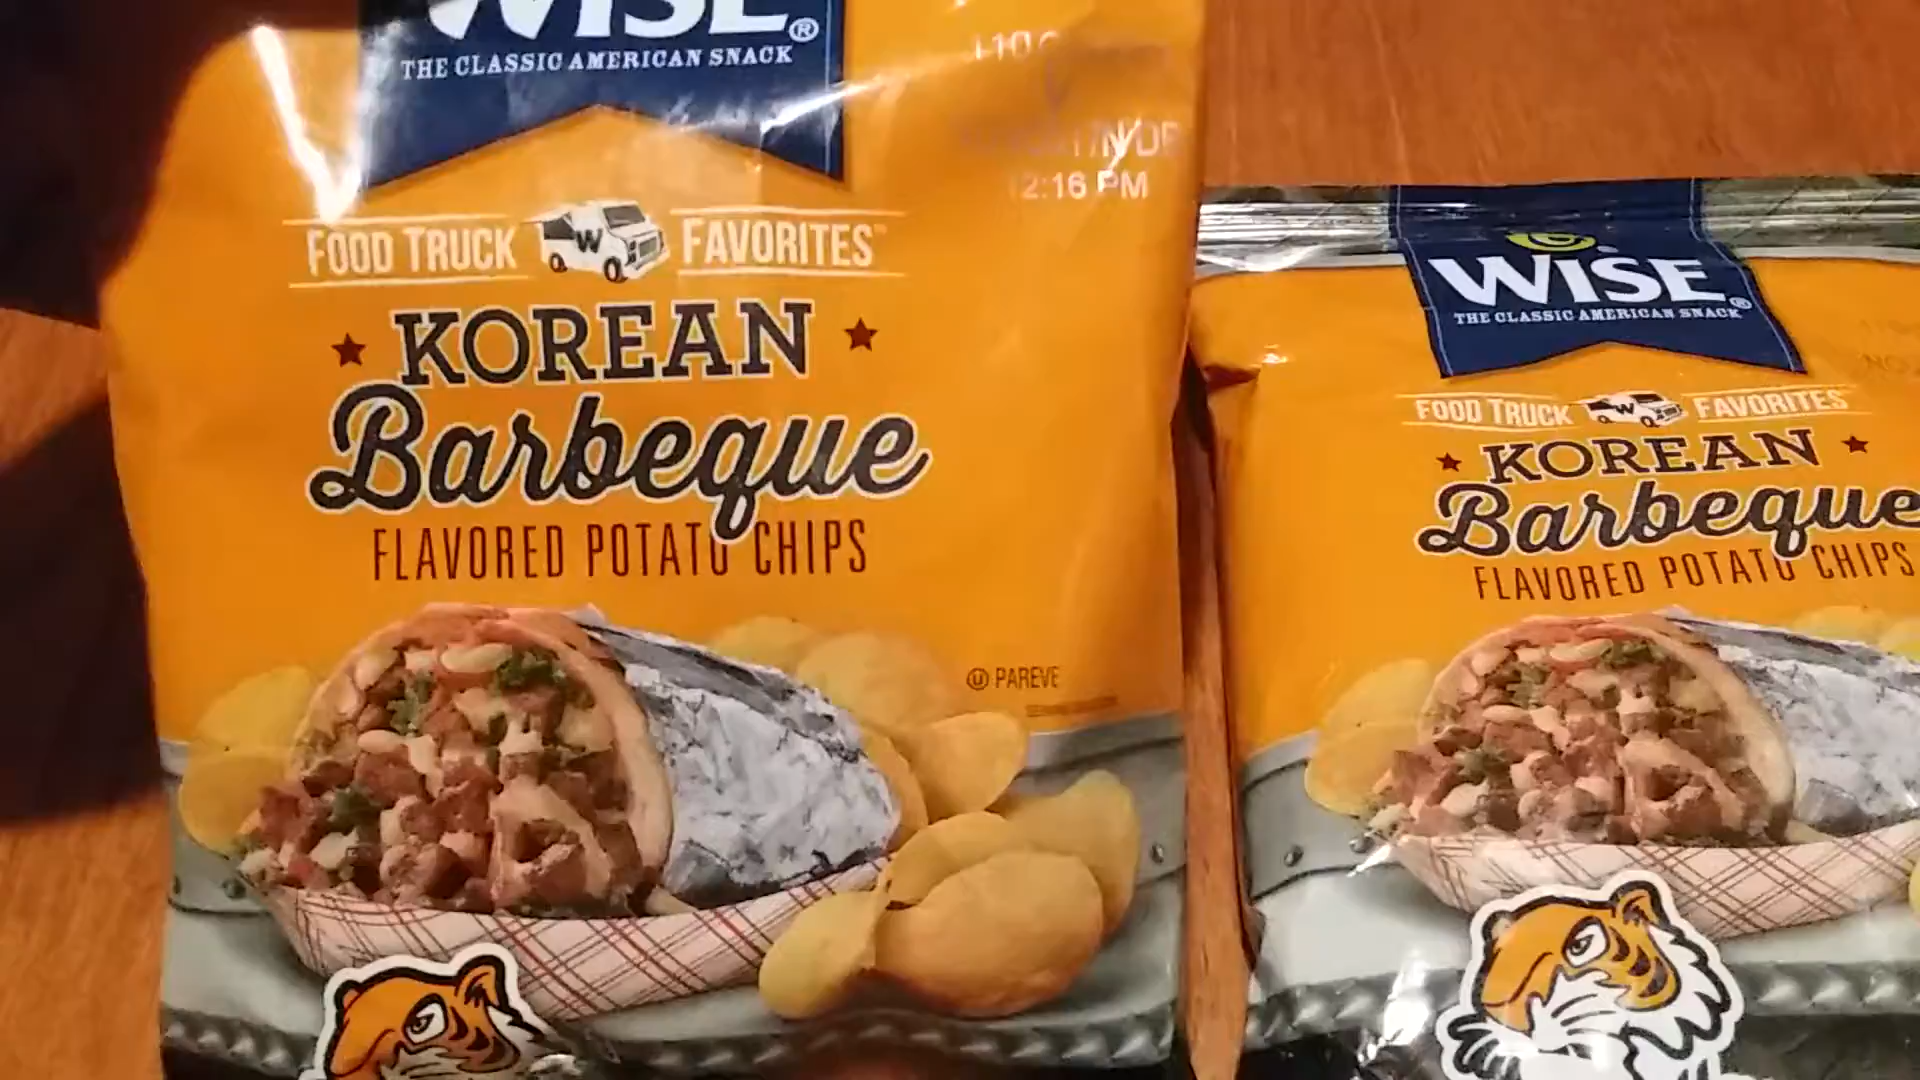 WISE®
THE CLASSIC AMERICAN SNACK
12:16 PM
FOOD TRUCK W FAVORITES™
KOREAN
Barbeque
FLAVORED POTATO CHIPS
U PAREVE
WISE®
THE CLASSIC AMERICAN SNACK
FOOD TRUCK W FAVORITES
KOREAN
Barbeque
FLAVORED POTATO CHIPS